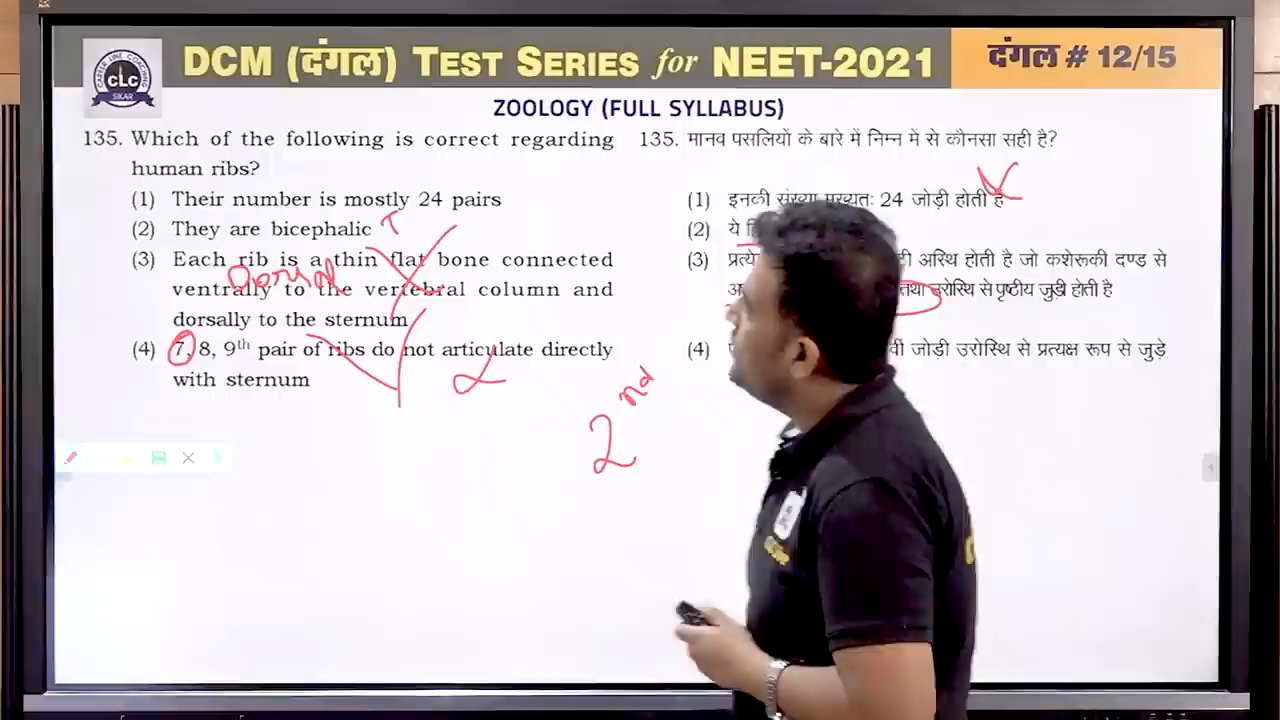 DCM (दंगल) TEST SERIES for NEET-2021
दंगल # 12/15
CAREER LINE COACHING
CLC
SIKAR
ZOOLOGY (FULL SYLLABUS)
135. Which of the following is correct regarding
human ribs?
(1) Their number is mostly 24 pairs
(2) They are bicephalic T
(3) Each rib is a thin flat bone connected
Dorsal
ventrally to the vertebral column and
dorsally to the sternum
(4) 7, 8, 9th pair of ribs do not articulate directly
with sternum
2nd
135. मानव पसलियों के बारे में निम्न में से कौनसा सही है?
(1) इनकी संख्या मुख्यतः 24 जोड़ी होती है
(2) ये
(3) अस्थि होती है जो कशेरूकी दण्ड से
तथा उरोस्थि से पृष्ठीय जुड़ी होती है
(4) जोड़ी उरोस्थि से प्रत्यक्ष रूप से जुड़े